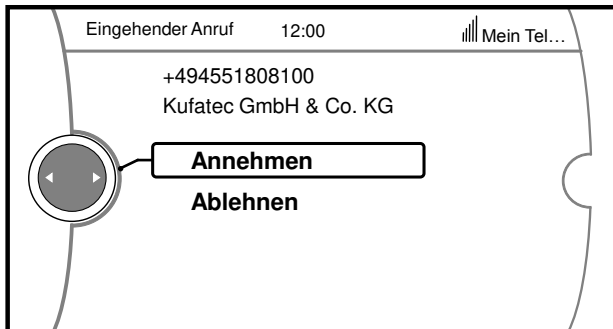 Eingehender Anruf 12:00 Mein Tel…
+494551808100
Kufatec GmbH & Co. KG
Annehmen
Ablehnen